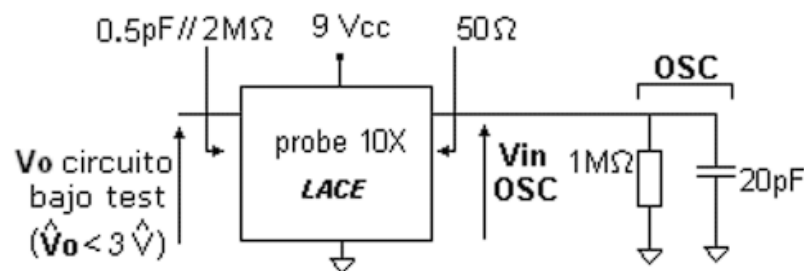 0.5pF//2MΩ
9 Vcc
50Ω
OSC
probe 10X
LACE
Vo circuito
bajo test
(V̂o < 3 V̂)
Vin
OSC
1MΩ
20pF